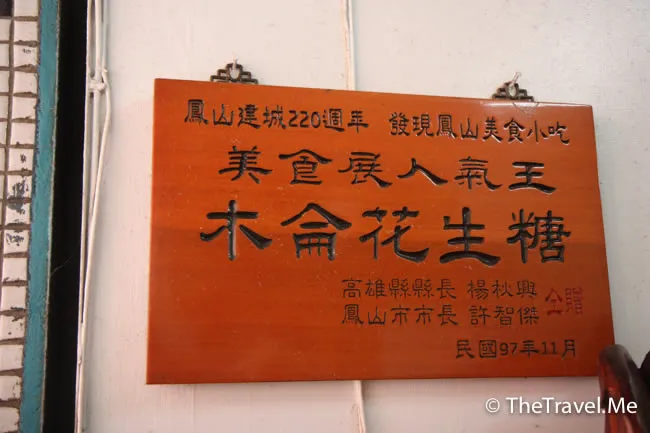 鳳山建城220週年 發現鳳山美食小吃
美食展人氣王
木侖花生糖
高雄縣縣長 楊秋興
鳳山市市長 許智傑
民國97年11月
© TheTravel.Me